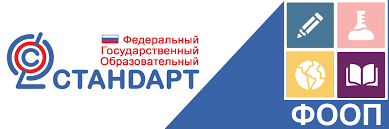 Федеральный
Государственный
Образовательный
СТАНДАРТ
ФООП